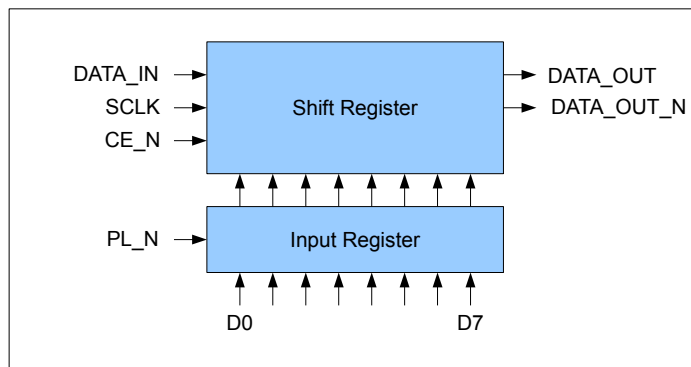 DATA_IN
SCLK
CE_N
Shift Register
DATA_OUT
DATA_OUT_N
PL_N
Input Register
D0
D7